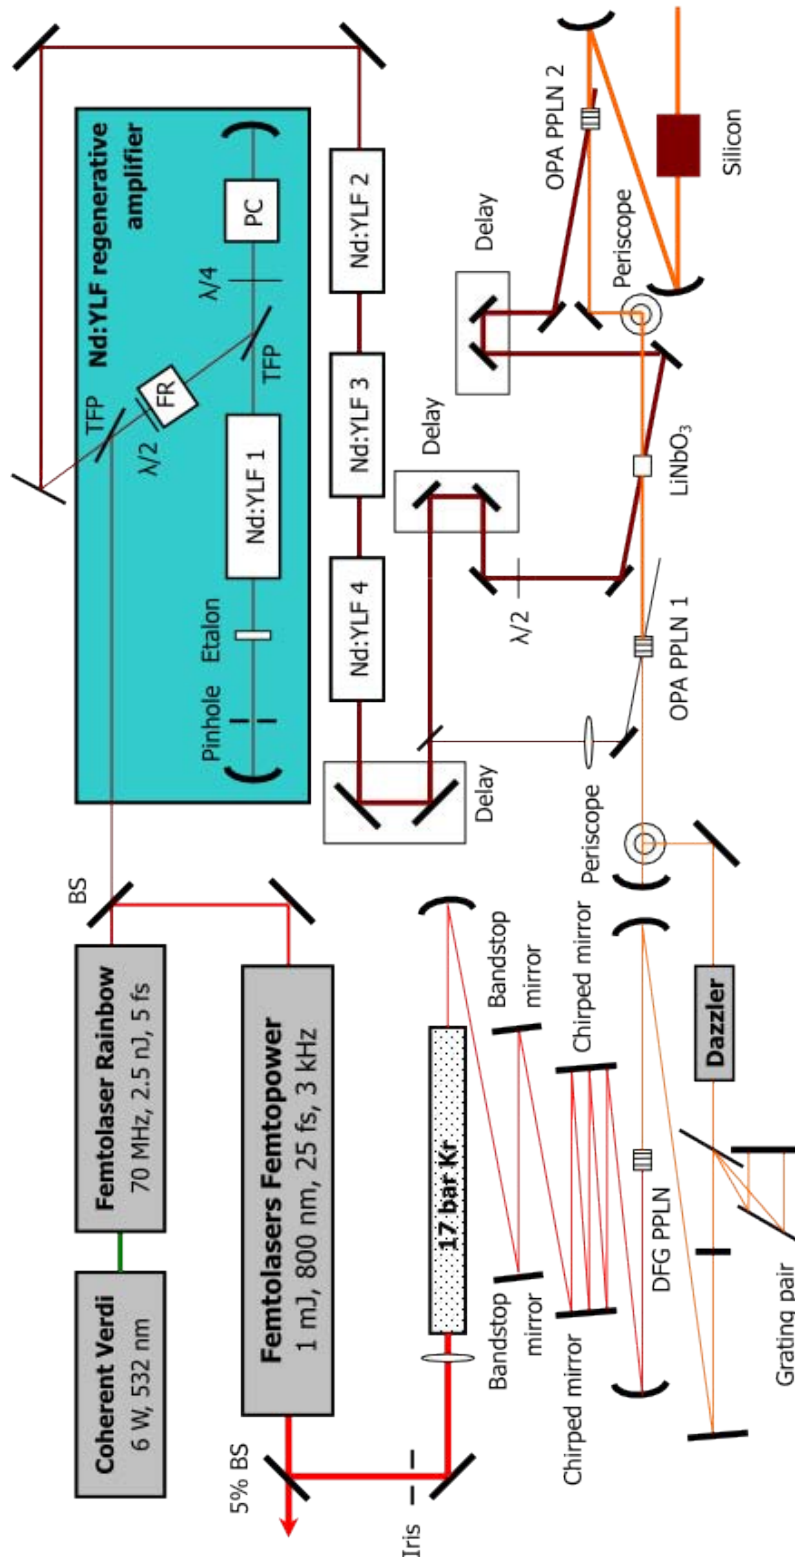 Coherent Verdi
6 W, 532 nm
Femtolaser Rainbow
70 MHz, 2.5 nJ, 5 fs
BS
Nd:YLF regenerative
amplifier
TFP
λ/2
FR
TFP
λ/4
PC
Nd:YLF 1
Etalon
Pinhole
Femtolasers Femtopower
1 mJ, 800 nm, 25 fs, 3 kHz
5% BS
Iris
Nd:YLF 4
Nd:YLF 3
Nd:YLF 2
Delay
Delay
Delay
17 bar Kr
Bandstop
mirror
Bandstop
mirror
Chirped mirror
Chirped mirror
DFG PPLN
Periscope
OPA PPLN 1
λ/2
LiNbO3
Periscope
OPA PPLN 2
Silicon
Dazzler
Grating pair